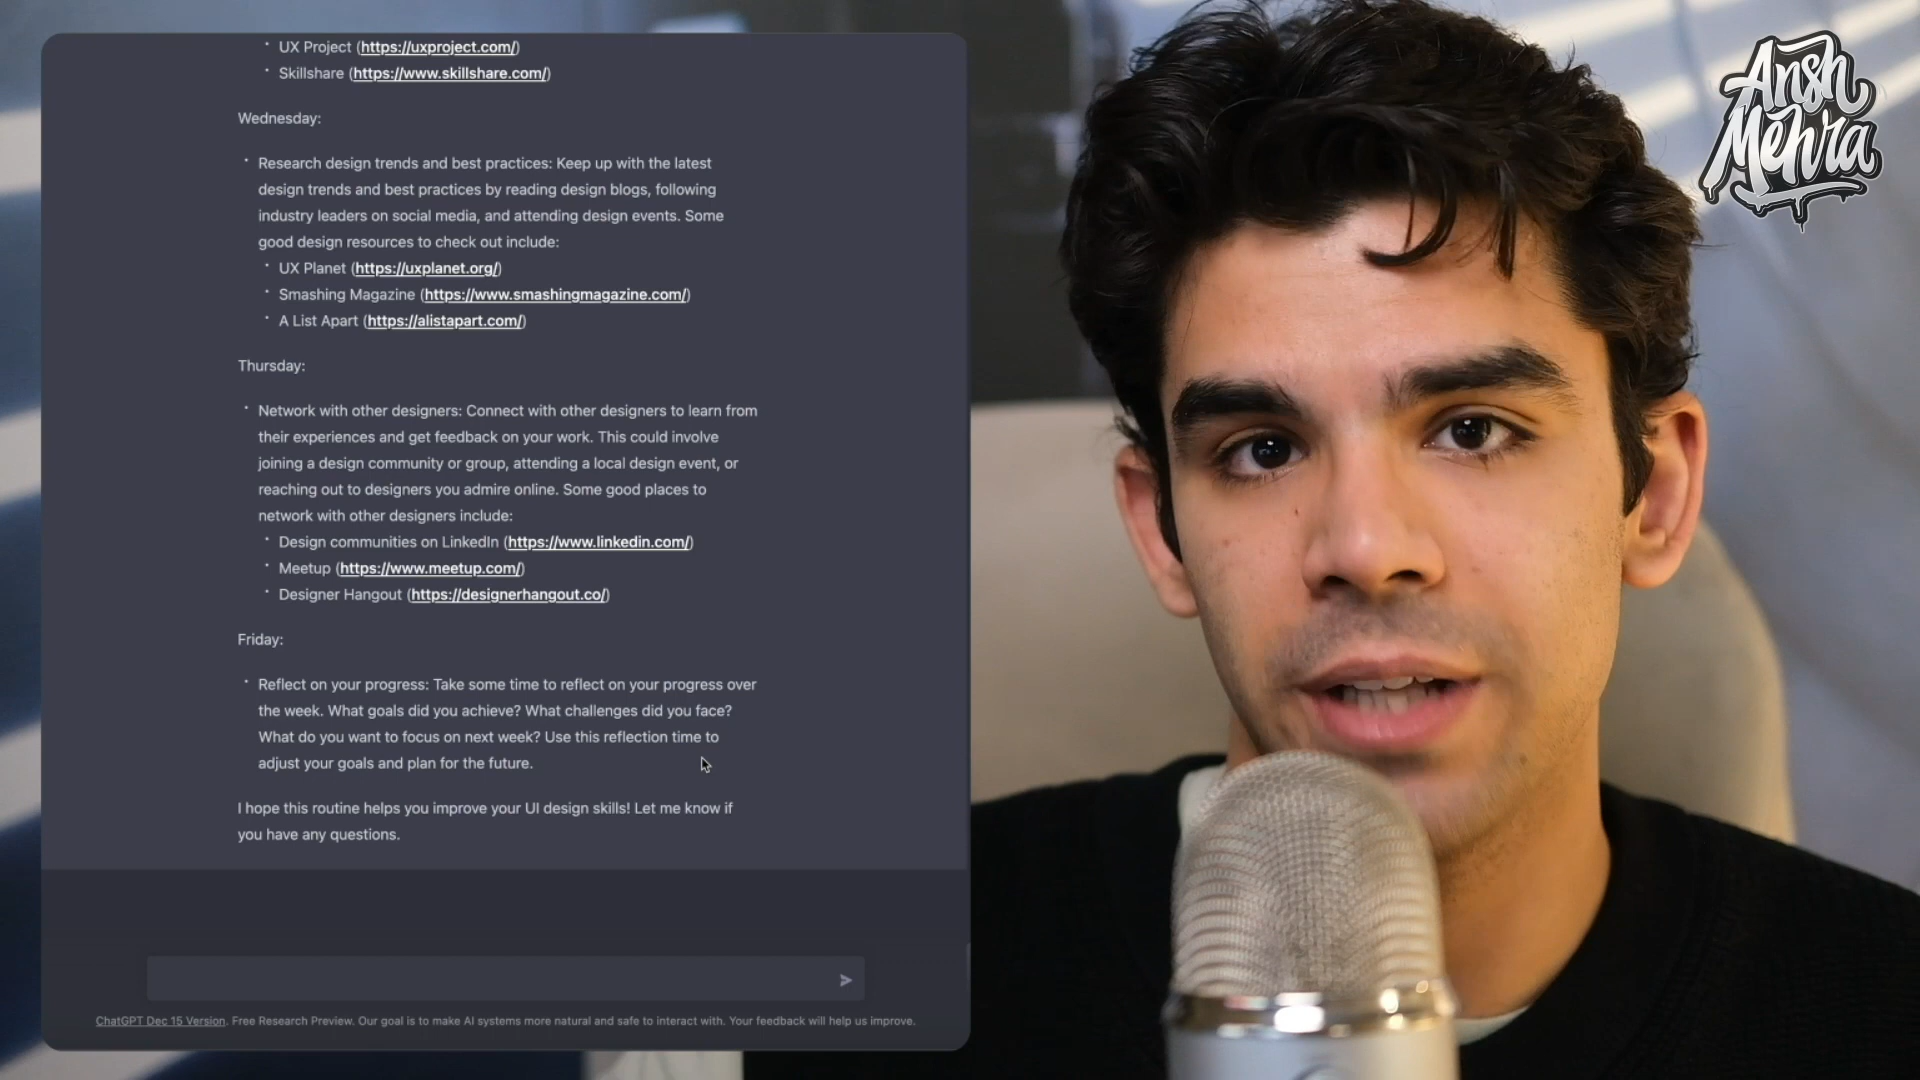 • UX Project (https://uxproject.com/)
• Skillshare (https://www.skillshare.com/)
Wednesday:
• Research design trends and best practices: Keep up with the latest
design trends and best practices by reading design blogs, following
industry leaders on social media, and attending design events. Some
good design resources to check out include:
• UX Planet (https://uxplanet.org/)
• Smashing Magazine (https://www.smashingmagazine.com/)
• A List Apart (https://alistapart.com/)
Thursday:
• Network with other designers: Connect with other designers to learn from
their experiences and get feedback on your work. This could involve
joining a design community or group, attending a local design event, or
reaching out to designers you admire online. Some good places to
network with other designers include:
• Design communities on LinkedIn (https://www.linkedin.com/)
• Meetup (https://www.meetup.com/)
• Designer Hangout (https://designerhangout.co/)
Friday:
• Reflect on your progress: Take some time to reflect on your progress over
the week. What goals did you achieve? What challenges did you face?
What do you want to focus on next week? Use this reflection time to
adjust your goals and plan for the future.
I hope this routine helps you improve your UI design skills! Let me know if
you have any questions.
ChatGPT Dec 15 Version. Free Research Preview. Our goal is to make AI systems more natural and safe to interact with. Your feedback will help us improve.
Ansh
Mehra